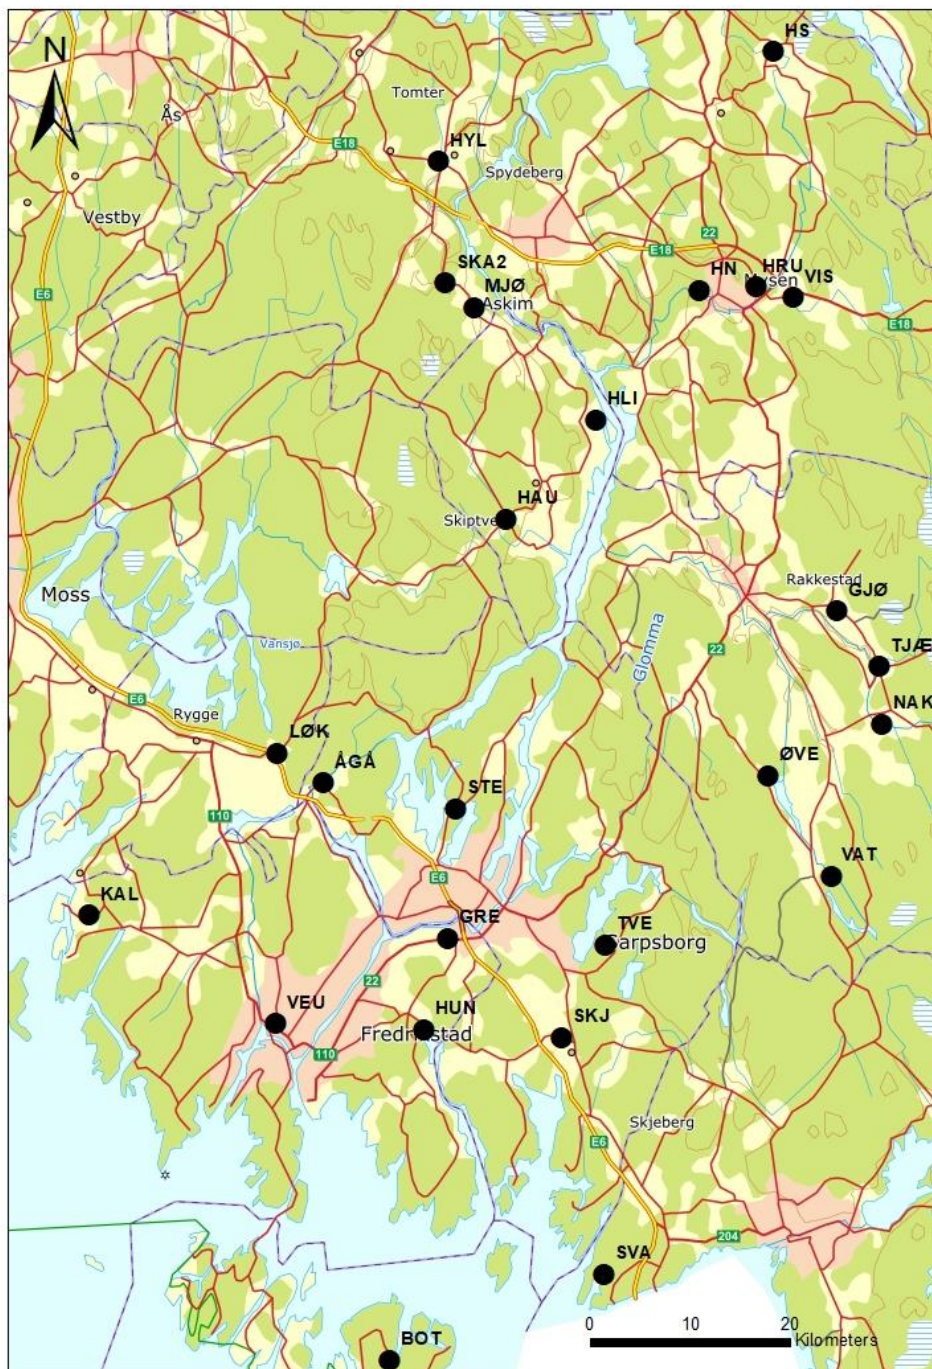 HS
N
Tomter
Ås
E18
HYL
Spydeberg
Vestby
22
E18
SKA2
HN
HRU
Mysen
VIS
E6
MJØ
Askim
E18
HLI
HAU
Skiptvet
Moss
Rakkestad
GJØ
Glomma
Vansjø
22
TJÆ
E6
Rygge
NAK
LØK
ÅGÅ
ØVE
STE
110
VAT
E6
KAL
GRE
TVE
Sarpsborg
22
VEU
HUN
SKJ
Fredrikstad
110
Skjeberg
E6
204
SVA
0 10 20
Kilometers
BOT